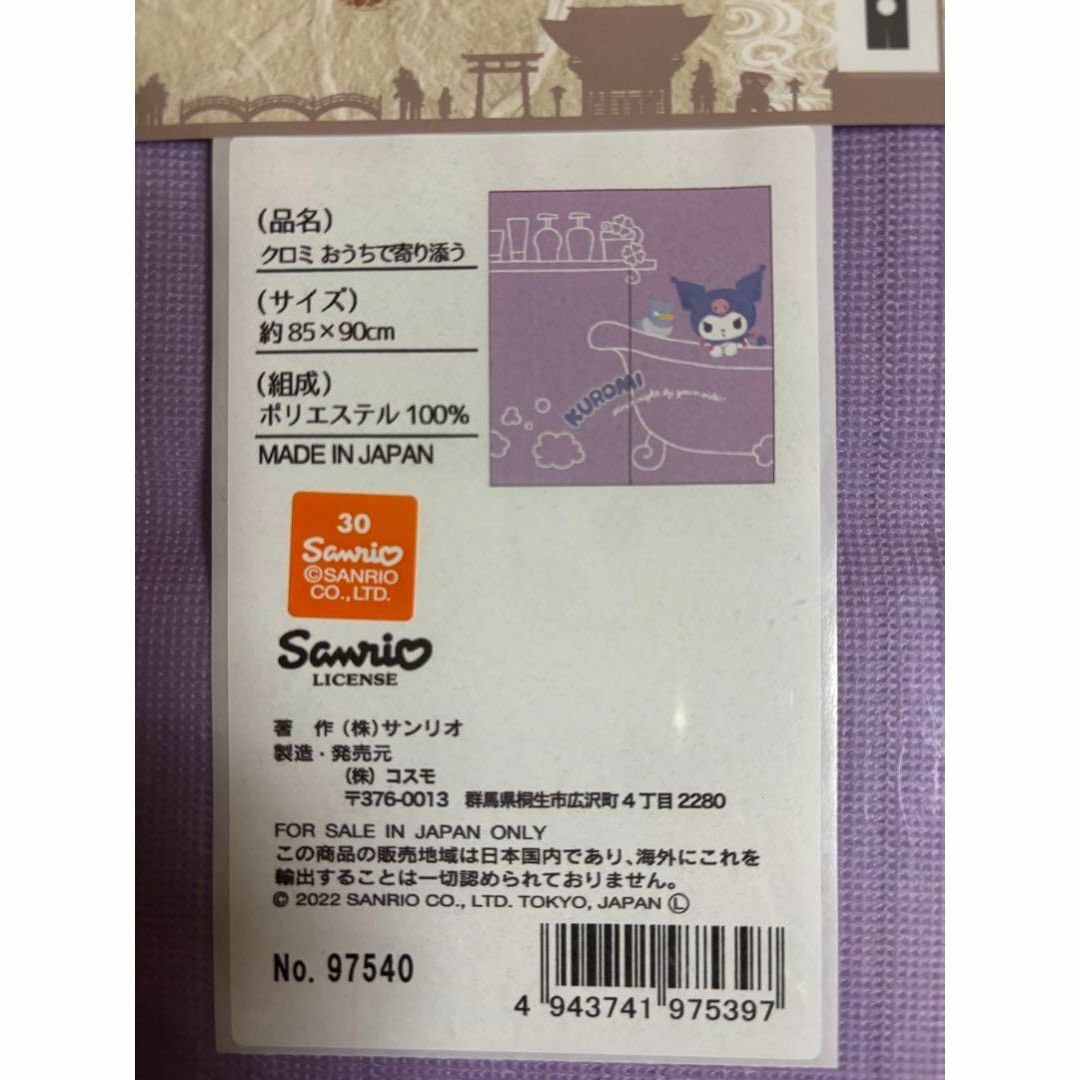 (品名)
クロミ おうちで寄り添う
(サイズ)
約85×90cm
(組成)
ポリエステル 100%
MADE IN JAPAN
KUROMI
30
Sanrio
©SANRIO
CO.,LTD.
Sanrio
LICENSE
著 作 (株)サンリオ
製造・発売元
(株) コスモ
〒376-0013 群馬県桐生市広沢町4丁目2280
FOR SALE IN JAPAN ONLY
この商品の販売地域は日本国内であり、海外にこれを
輸出することは一切認められておりません。
© 2022 SANRIO CO., LTD. TOKYO, JAPAN Ⓛ
No. 97540
4 943741 975397